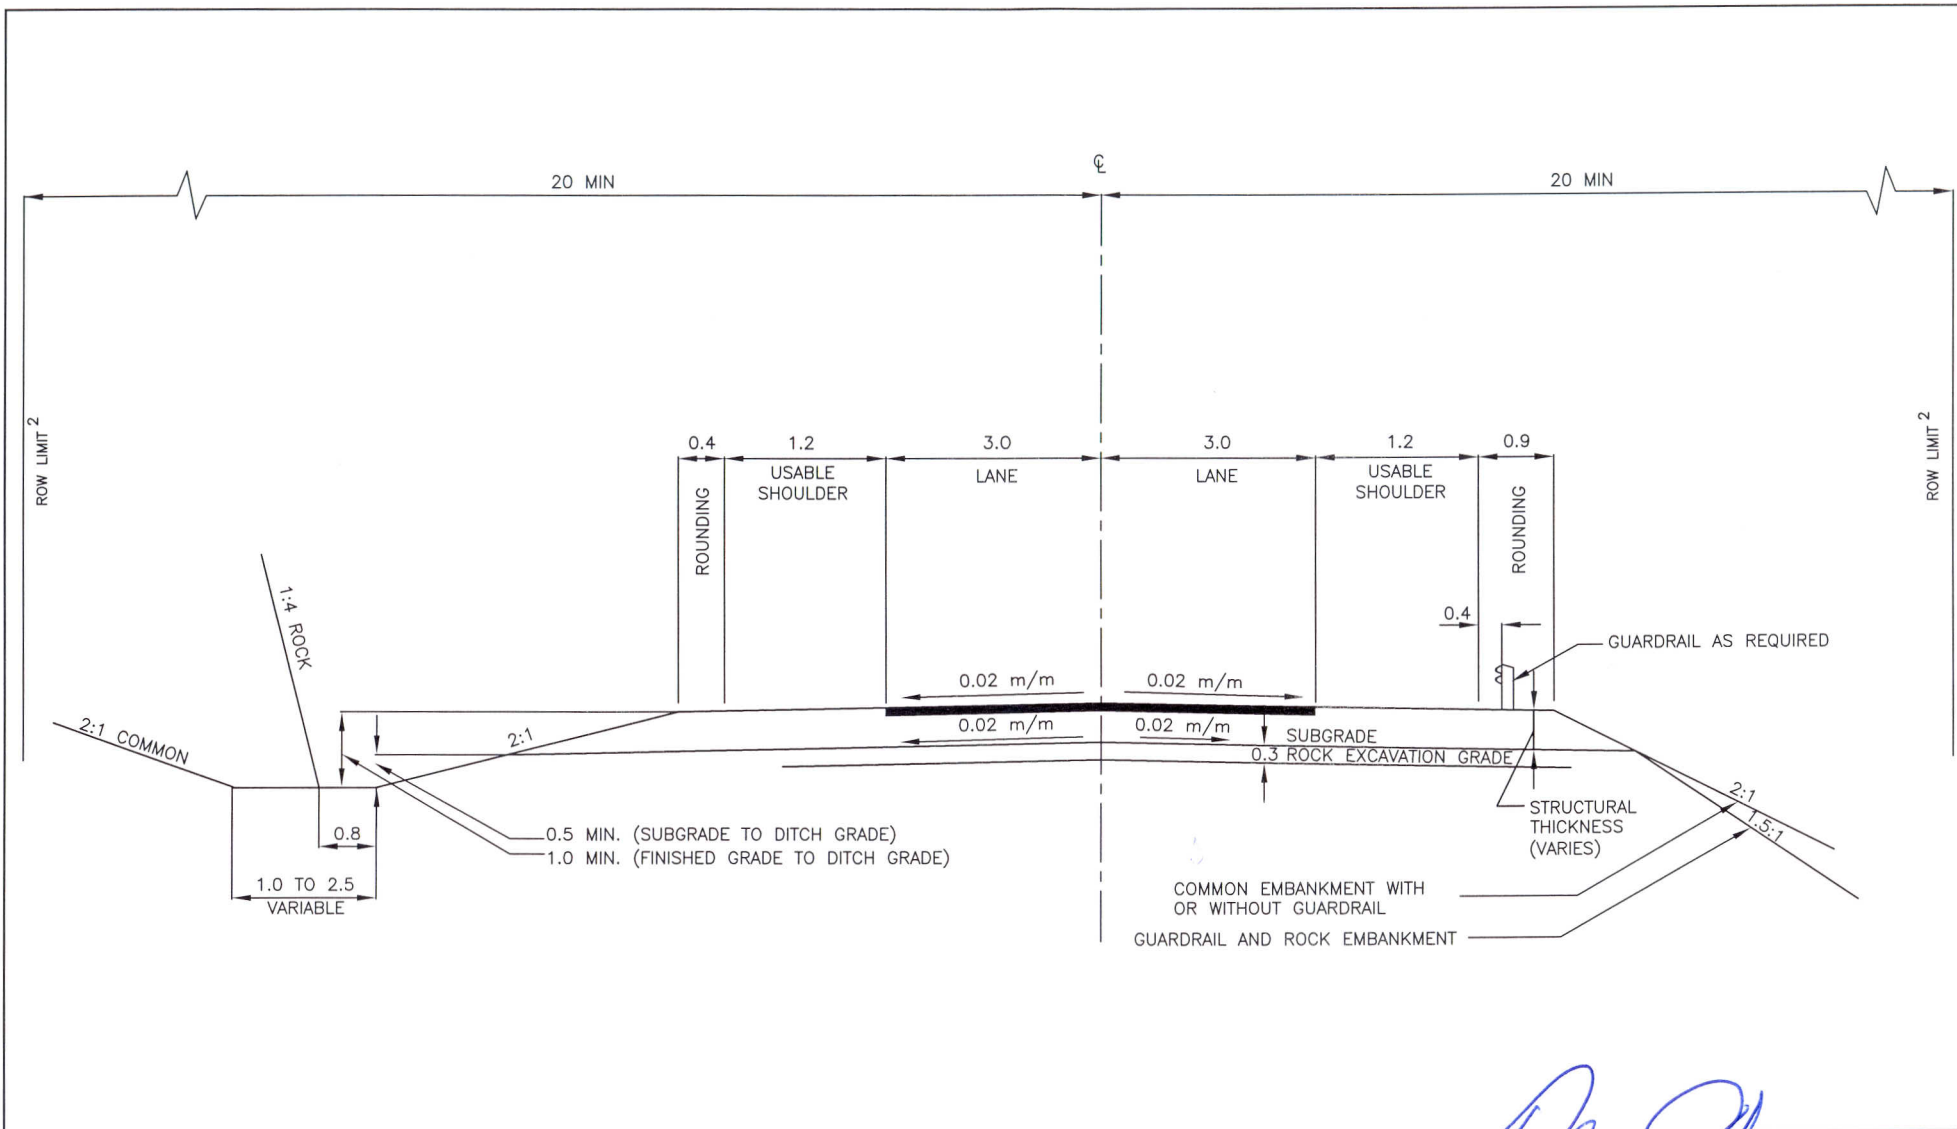 ℄
20 MIN
20 MIN
ROW LIMIT 2
ROW LIMIT 2
0.4
1.2
3.0
3.0
1.2
0.9
USABLE
SHOULDER
LANE
LANE
USABLE
SHOULDER
ROUNDING
ROUNDING
1:4 ROCK
0.4
GUARDRAIL AS REQUIRED
0.02 m/m
0.02 m/m
2:1 COMMON
2:1
0.02 m/m
0.02 m/m
SUBGRADE
0.3 ROCK EXCAVATION GRADE
2:1
1.5:1
STRUCTURAL
THICKNESS
(VARIES)
0.8
0.5 MIN. (SUBGRADE TO DITCH GRADE)
1.0 MIN. (FINISHED GRADE TO DITCH GRADE)
1.0 TO 2.5
VARIABLE
COMMON EMBANKMENT WITH
OR WITHOUT GUARDRAIL
GUARDRAIL AND ROCK EMBANKMENT